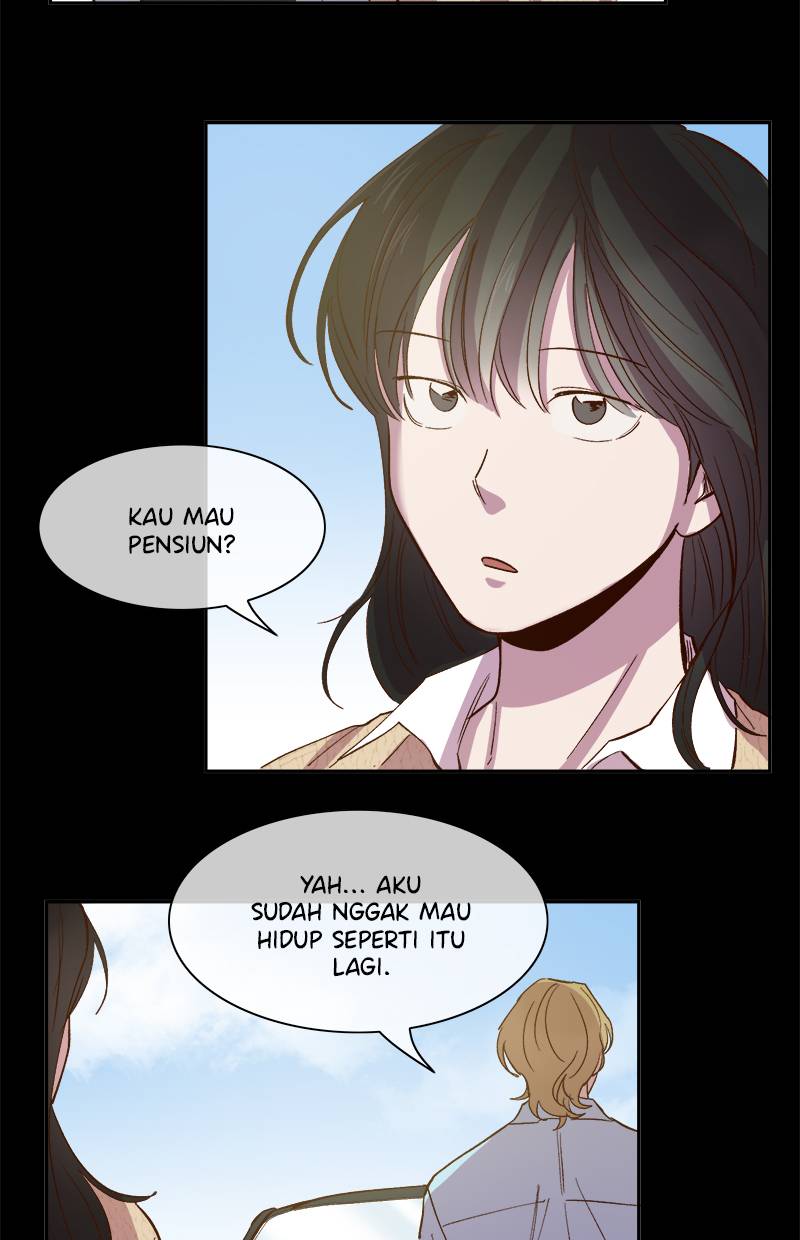 KAU MAU
PENSIUN?
YAH... AKU
SUDAH NGGAK MAU
HIDUP SEPERTI ITU
LAGI.